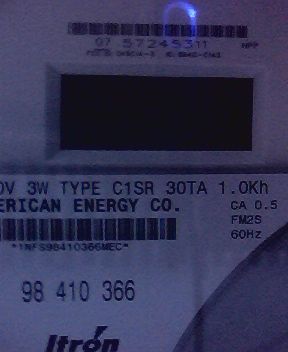 07 57245311
0V 3W TYPE C1SR 30TA 1.0Kh
ERICAN ENERGY CO. CA 0.5
FM2S
60Hz
*1NFS98410366MEC*
98 410 366
Itron